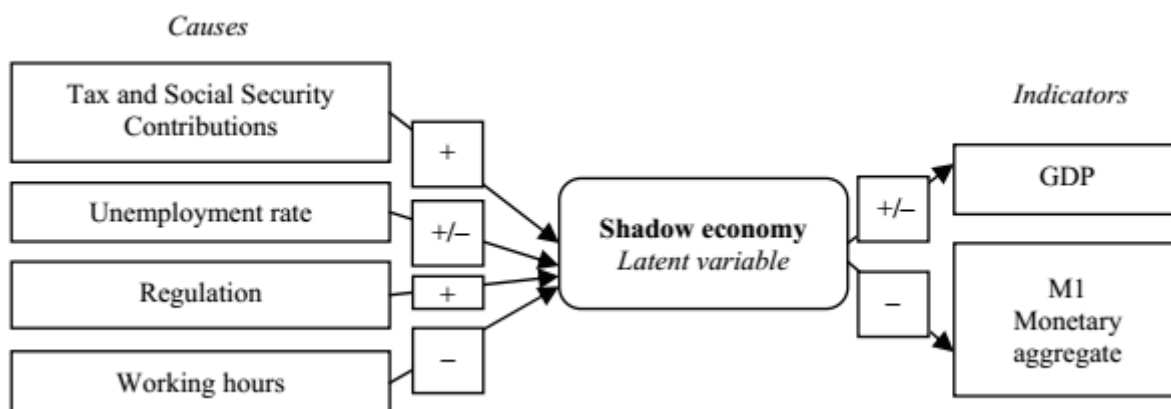 Causes
Tax and Social Security
Contributions
Unemployment rate
Regulation
Working hours
+
+/–
+
–
Shadow economy
Latent variable
+/–
–
Indicators
GDP
M1
Monetary
aggregate